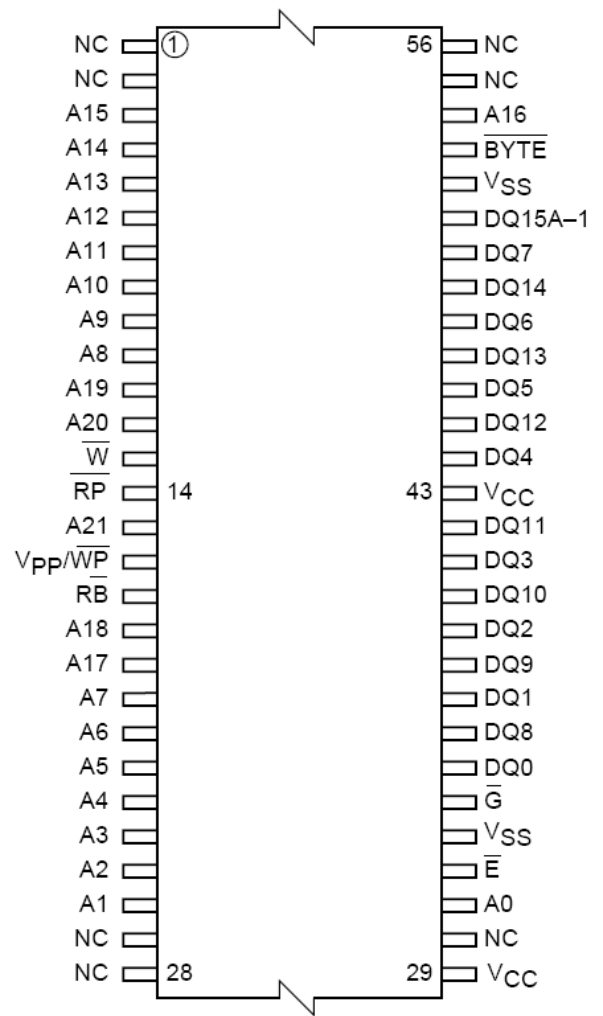 NC 1 56 NC
NC NC
A15 A16
A14 B̅Y̅T̅E̅
A13 VSS
A12 DQ15A–1
A11 DQ7
A10 DQ14
A9 DQ6
A8 DQ13
A19 DQ5
A20 DQ12
W̅ DQ4
R̅P̅ 14 43 VCC
A21 DQ11
VPP/W̅P̅ DQ3
RB̅ DQ10
A18 DQ2
A17 DQ9
A7 DQ1
A6 DQ8
A5 DQ0
A4 G̅
A3 VSS
A2 E̅
A1 A0
NC NC
NC 28 29 VCC